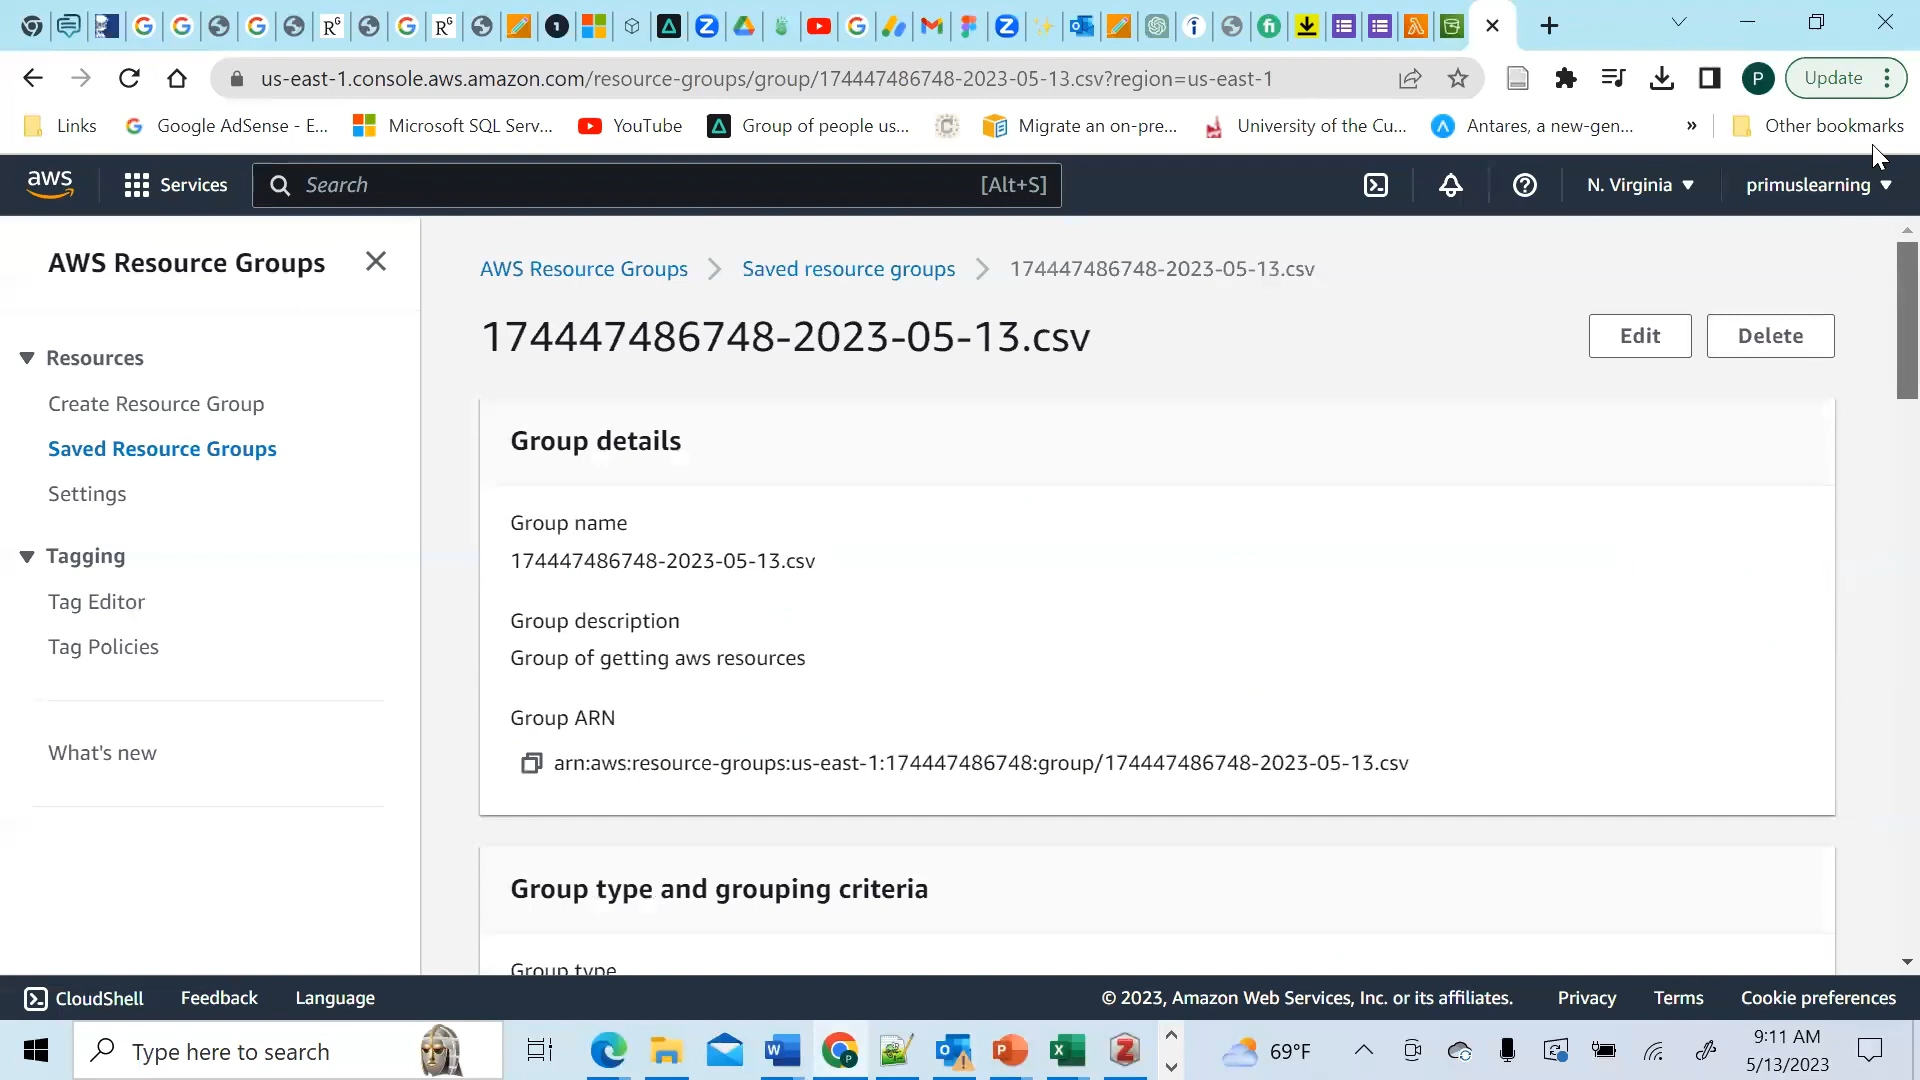 us-east-1.console.aws.amazon.com/resource-groups/group/174447486748-2023-05-13.csv?region=us-east-1
P
Update
Links
Google AdSense - E...
Microsoft SQL Serv...
YouTube
Group of people us...
Migrate an on-pre...
University of the Cu...
Antares, a new-gen...
»
Other bookmarks
aws
Services
Search
[Alt+S]
N. Virginia
primuslearning
AWS Resource Groups
Resources
Create Resource Group
Saved Resource Groups
Settings
Tagging
Tag Editor
Tag Policies
What's new
AWS Resource Groups
Saved resource groups
174447486748-2023-05-13.csv
174447486748-2023-05-13.csv
Edit
Delete
Group details
Group name
174447486748-2023-05-13.csv
Group description
Group of getting aws resources
Group ARN
arn:aws:resource-groups:us-east-1:174447486748:group/174447486748-2023-05-13.csv
Group type and grouping criteria
Group type
CloudShell
Feedback
Language
© 2023, Amazon Web Services, Inc. or its affiliates.
Privacy
Terms
Cookie preferences
Type here to search
69°F
9:11 AM
5/13/2023